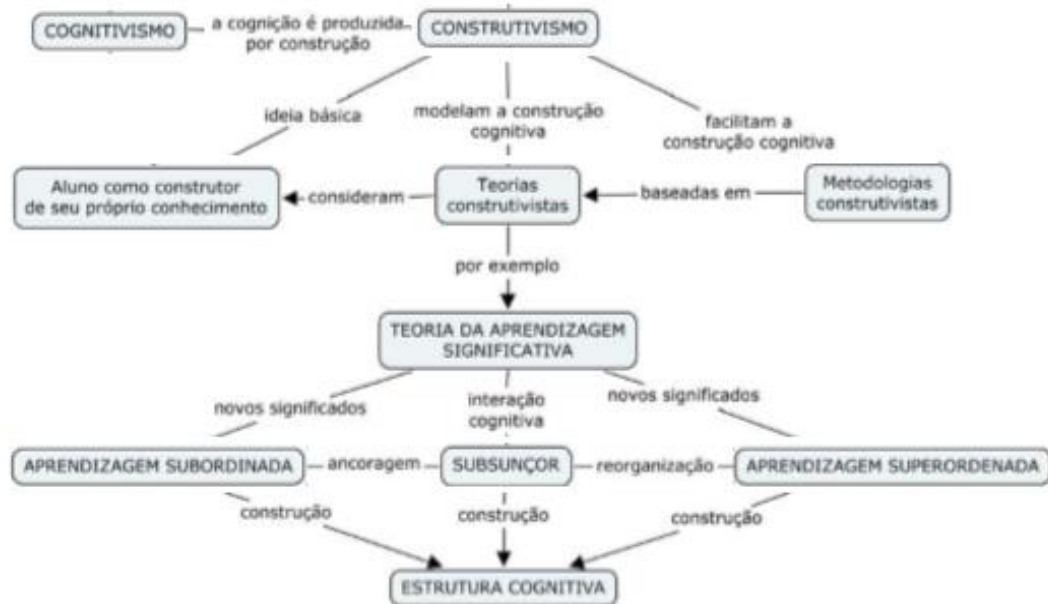 COGNITIVISMO
a cognição é produzida
por construção
CONSTRUTIVISMO
ideia básica
modelam a construção
cognitiva
facilitam a
construção cognitiva
Aluno como construtor
de seu próprio conhecimento
consideram
Teorias
construtivistas
baseadas em
Metodologias
construtivistas
por exemplo
TEORIA DA APRENDIZAGEM
SIGNIFICATIVA
novos significados
interação
cognitiva
novos significados
APRENDIZAGEM SUBORDINADA
ancoragem
SUBSUNÇOR
reorganização
APRENDIZAGEM SUPERORDENADA
construção
construção
construção
ESTRUTURA COGNITIVA